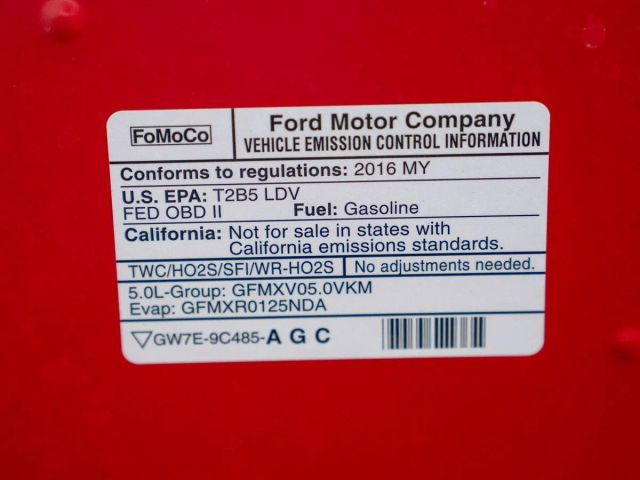 FoMoCo
Ford Motor Company
VEHICLE EMISSION CONTROL INFORMATION
Conforms to regulations: 2016 MY
U.S. EPA: T2B5 LDV
FED OBD II Fuel: Gasoline
California: Not for sale in states with
California emissions standards.
TWC/HO2S/SFI/WR-HO2S No adjustments needed.
5.0L-Group: GFMXV05.0VKM
Evap: GFMXR0125NDA
▽GW7E-9C485-A G C